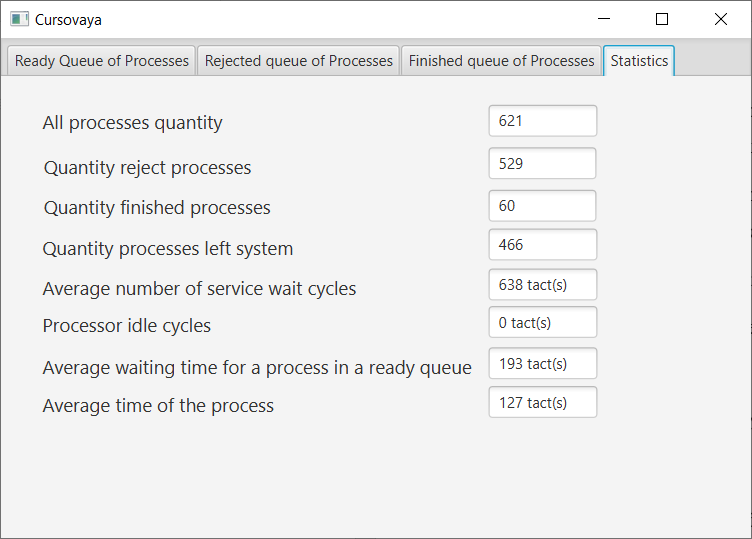 Cursovaya
Ready Queue of Processes Rejected queue of Processes Finished queue of Processes Statistics
All processes quantity 621
Quantity reject processes 529
Quantity finished processes 60
Quantity processes left system 466
Average number of service wait cycles 638 tact(s)
Processor idle cycles 0 tact(s)
Average waiting time for a process in a ready queue 193 tact(s)
Average time of the process 127 tact(s)